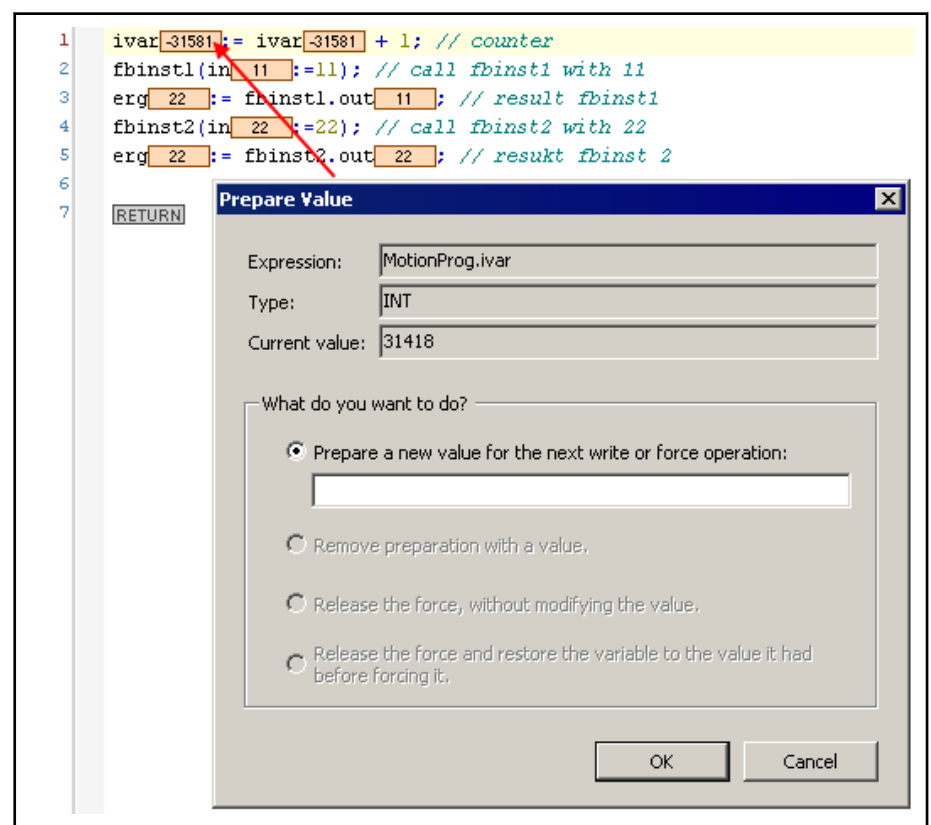 1 ivar -31581 := ivar -31581 + 1; // counter
2 fbinst1(in 11 :=11); // call fbinst1 with 11
3 erg 22 := fbinst1.out 11 ; // result fbinst1
4 fbinst2(in 22 :=22); // call fbinst2 with 22
5 erg 22 := fbinst2.out 22 ; // resukt fbinst 2
6
7 RETURN
Prepare Value
Expression: MotionProg.ivar
Type: INT
Current value: 31418
What do you want to do?
Prepare a new value for the next write or force operation:
Remove preparation with a value.
Release the force, without modifying the value.
Release the force and restore the variable to the value it had
before forcing it.
OK Cancel